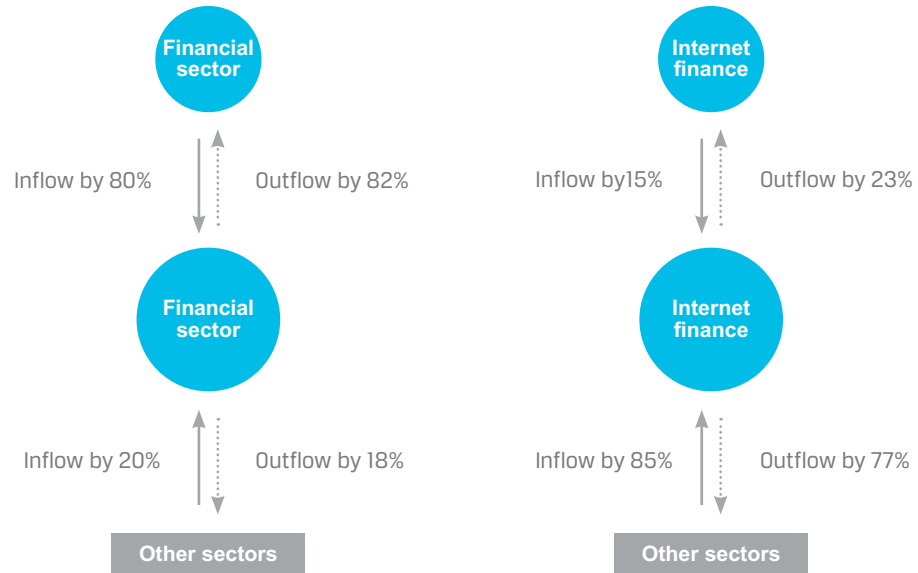 Financial
sector
Inflow by 80%
Outflow by 82%
Financial
sector
Inflow by 20%
Outflow by 18%
Other sectors
Internet
finance
Inflow by15%
Outflow by 23%
Internet
finance
Inflow by 85%
Outflow by 77%
Other sectors